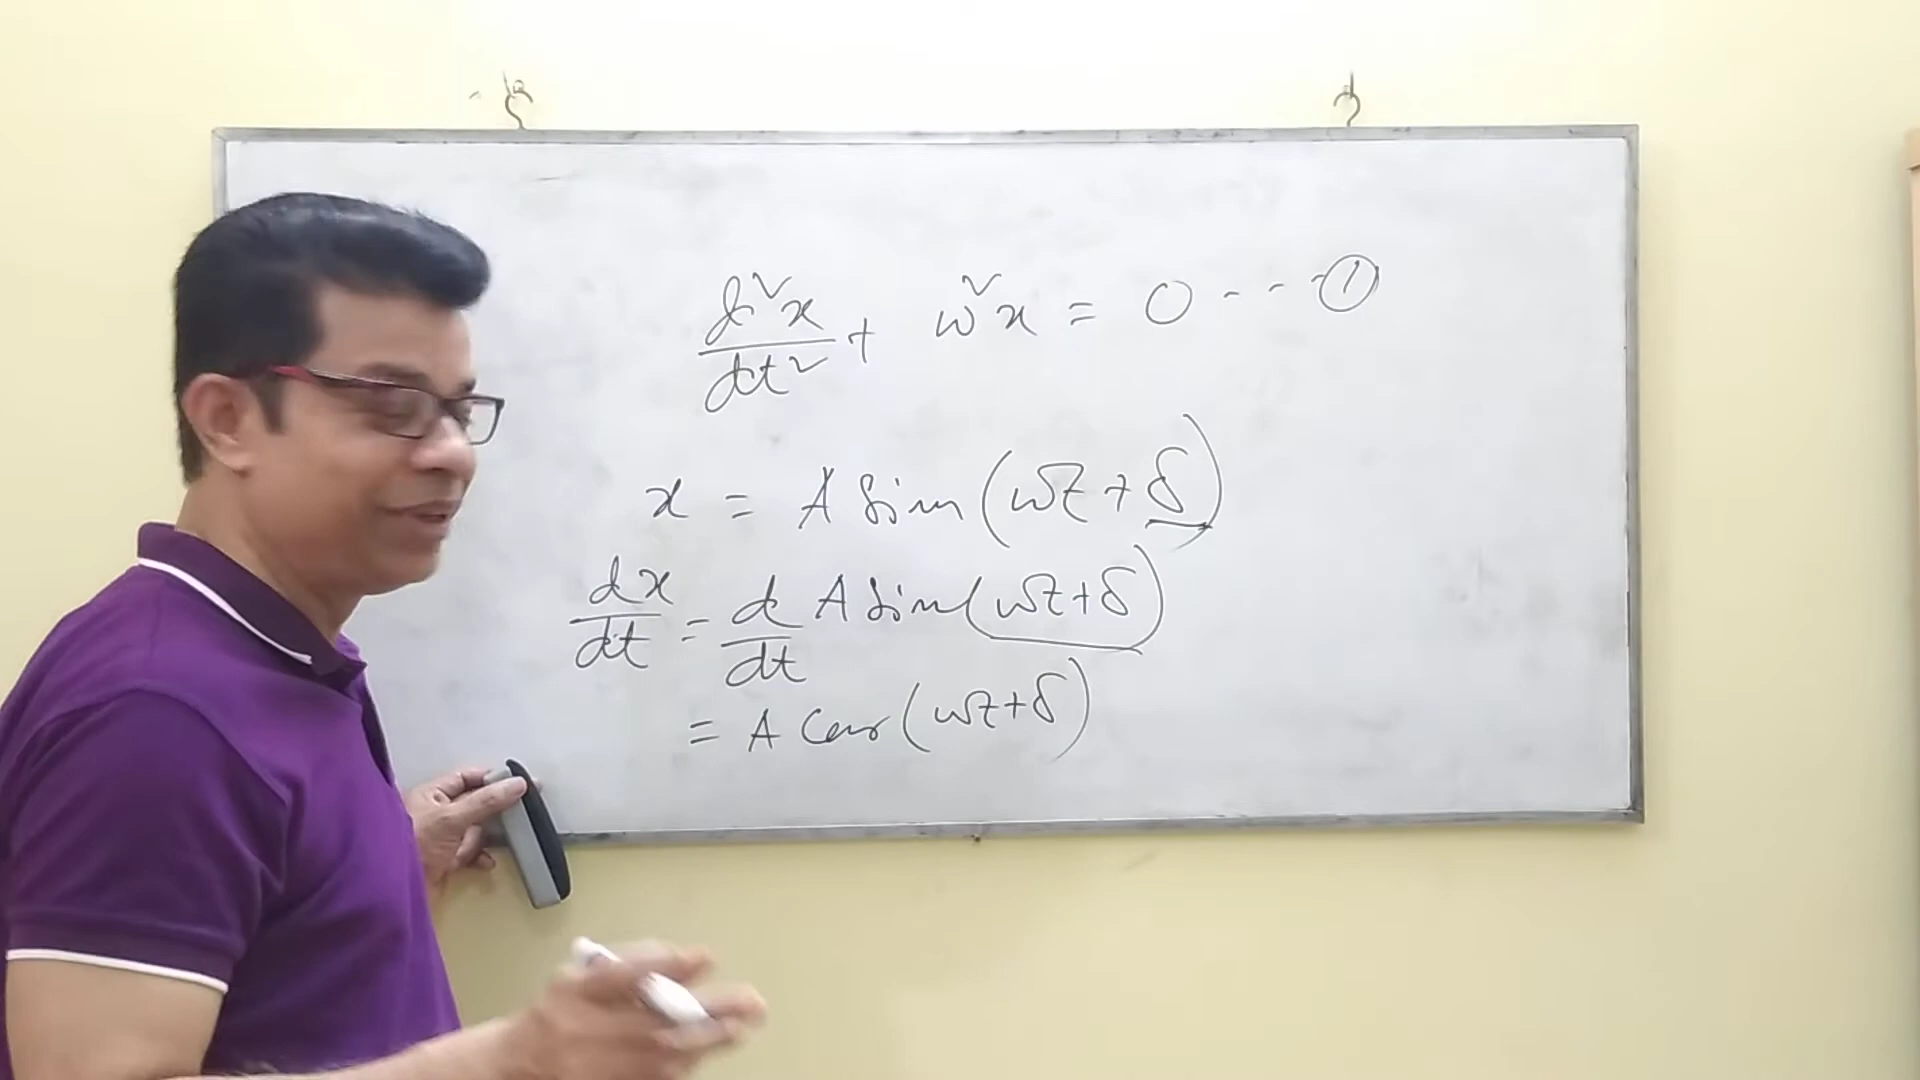 d²x/dt² + ω²x = 0 - - - ①
x = A Sin(ωt + δ)
dx/dt = d/dt A Sin(ωt + δ)
= A Cos(ωt + δ)